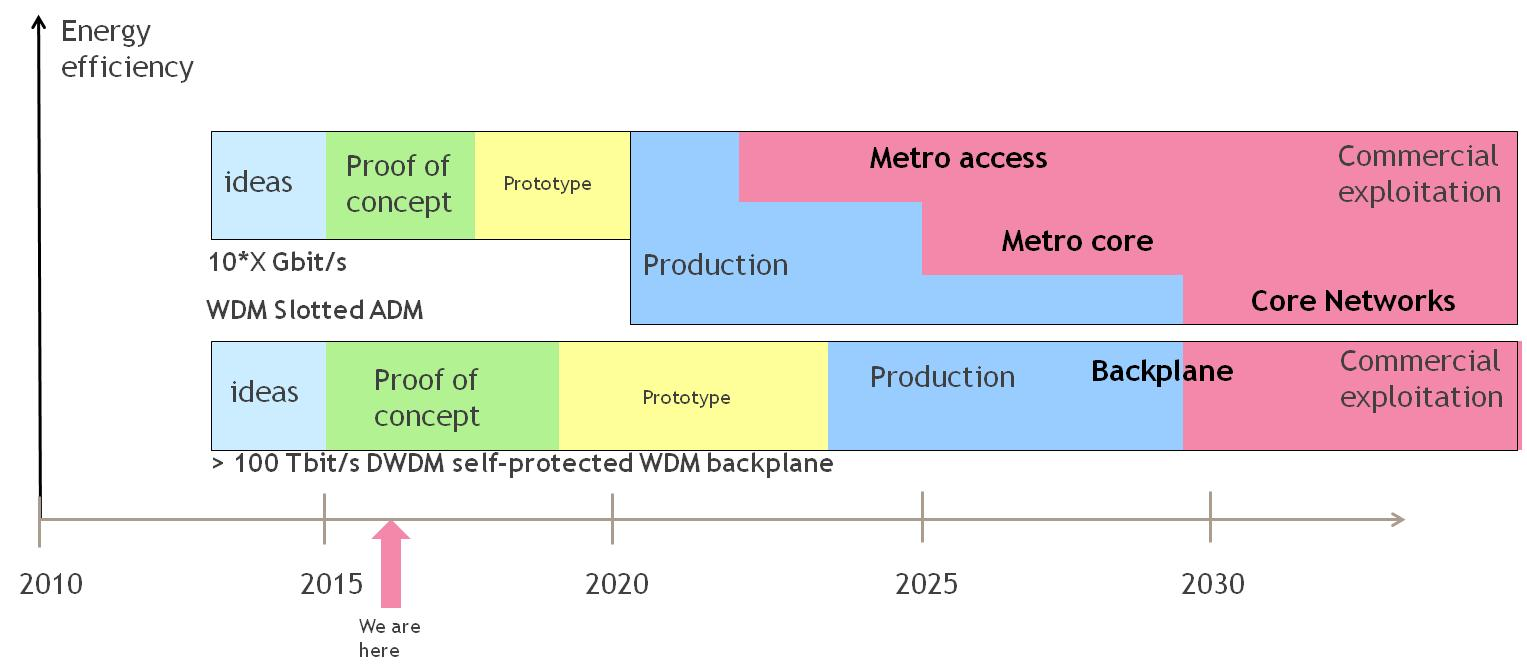 Energy
efficiency
ideas
Proof of
concept
Prototype
Production
Metro access
Metro core
Core Networks
Commercial
exploitation
10*X Gbit/s
WDM Slotted ADM
ideas
Proof of
concept
Prototype
Production
Backplane
Commercial
exploitation
> 100 Tbit/s DWDM self-protected WDM backplane
2010
2015
2020
2025
2030
We are
here